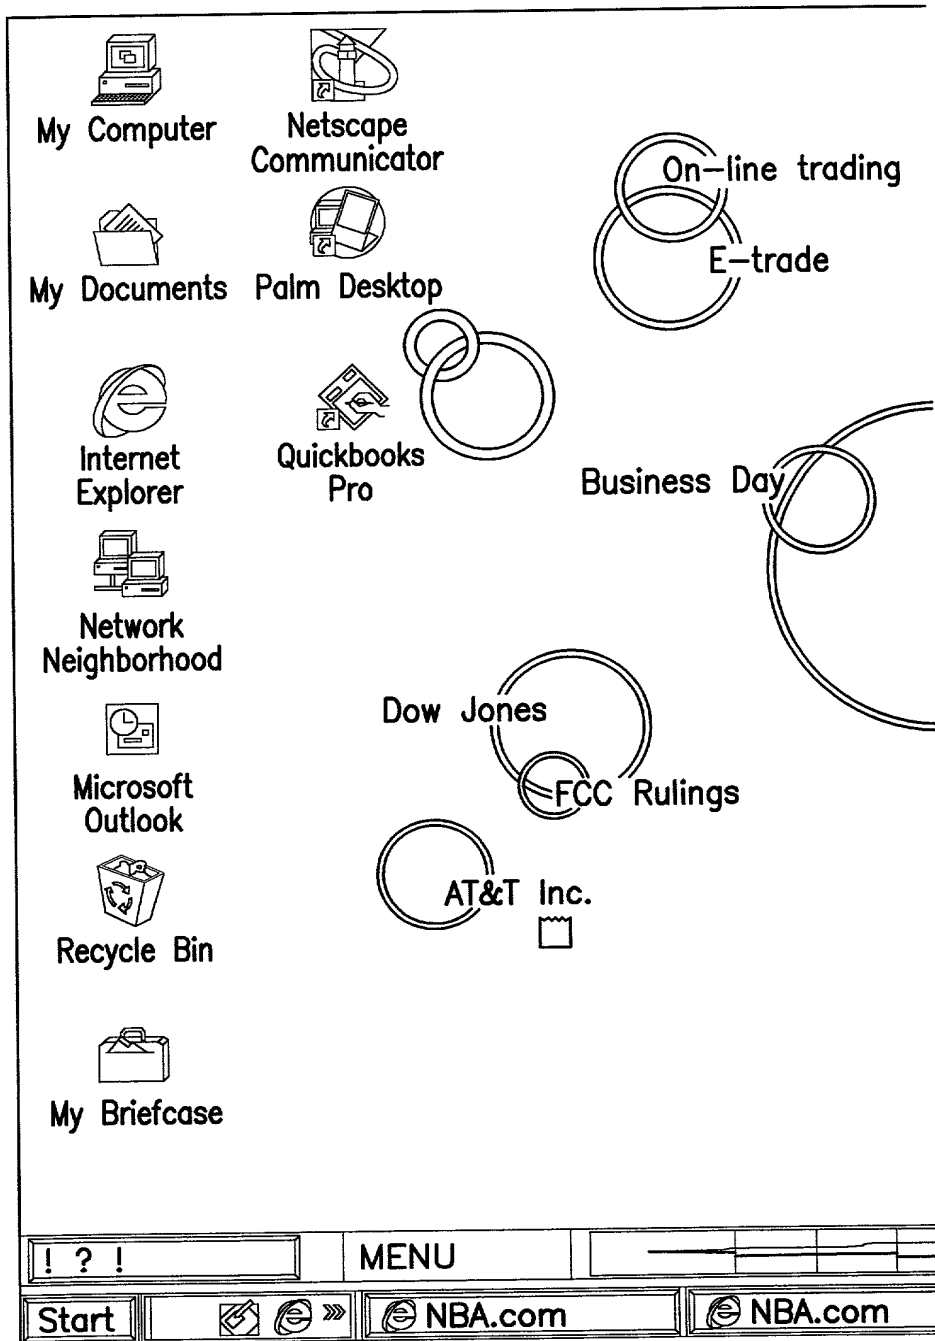 My Computer
Netscape
Communicator
On-line trading
My Documents
Palm Desktop
E-trade
Internet
Explorer
Quickbooks
Pro
Business Day
Network
Neighborhood
Dow Jones
Microsoft
Outlook
FCC Rulings
AT&T Inc.
Recycle Bin
My Briefcase
! ? !
MENU
Start
NBA.com
NBA.com